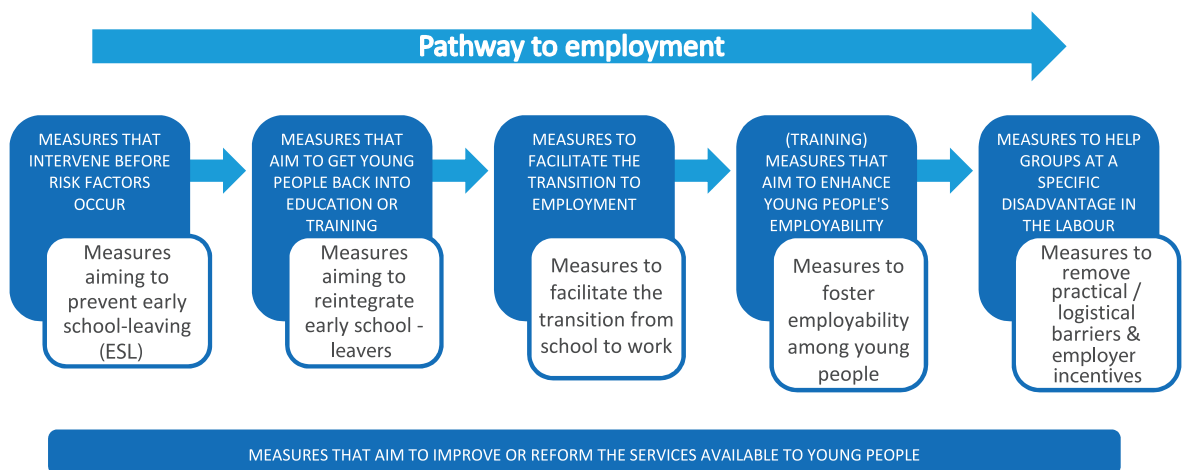 Pathway to employment
MEASURES THAT
INTERVENE BEFORE
RISK FACTORS
OCCUR
Measures
aiming to
prevent early
school-leaving
(ESL)
MEASURES THAT
AIM TO GET YOUNG
PEOPLE BACK INTO
EDUCATION OR
TRAINING
Measures
aiming to
reintegrate
early school -
leavers
MEASURES TO
FACILITATE THE
TRANSITION TO
EMPLOYMENT
Measures to
facilitate the
transition from
school to work
(TRAINING)
MEASURES THAT
AIM TO ENHANCE
YOUNG PEOPLE'S
EMPLOYABILITY
Measures to
foster
employability
among young
people
MEASURES TO HELP
GROUPS AT A
SPECIFIC
DISADVANTAGE IN
THE LABOUR
Measures to
remove
practical /
logistical
barriers &
employer
incentives
MEASURES THAT AIM TO IMPROVE OR REFORM THE SERVICES AVAILABLE TO YOUNG PEOPLE